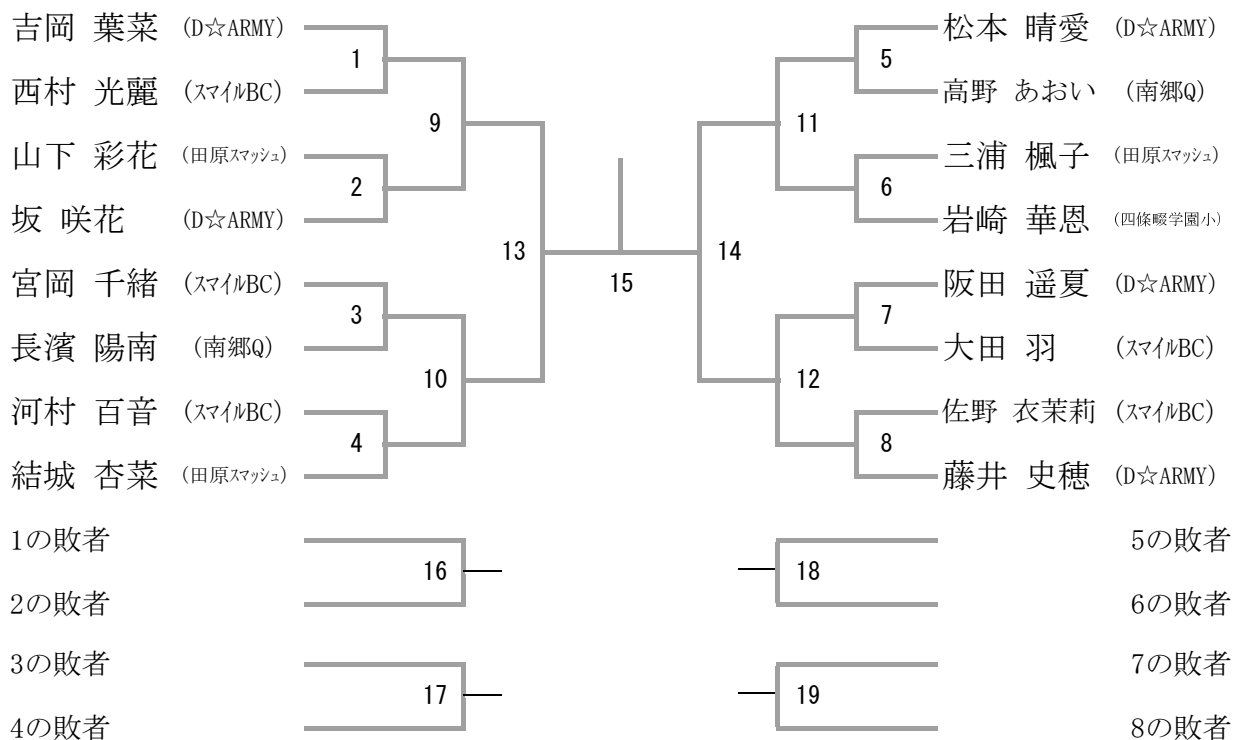 吉岡 葉菜 (D☆ARMY)
1
西村 光麗 (スマイルBC)
9
山下 彩花 (田原スマッシュ)
2
坂 咲花 (D☆ARMY)
13
宮岡 千緒 (スマイルBC)
3
長濱 陽南 (南郷Q)
10
河村 百音 (スマイルBC)
4
結城 杏菜 (田原スマッシュ)
15
松本 晴愛 (D☆ARMY)
5
高野 あおい (南郷Q)
11
三浦 楓子 (田原スマッシュ)
6
岩崎 華恩 (四條畷学園小)
14
阪田 遥夏 (D☆ARMY)
7
大田 羽 (スマイルBC)
12
佐野 衣茉莉 (スマイルBC)
8
藤井 史穂 (D☆ARMY)
1の敗者
16
2の敗者
3の敗者
17
4の敗者
5の敗者
18
6の敗者
7の敗者
19
8の敗者